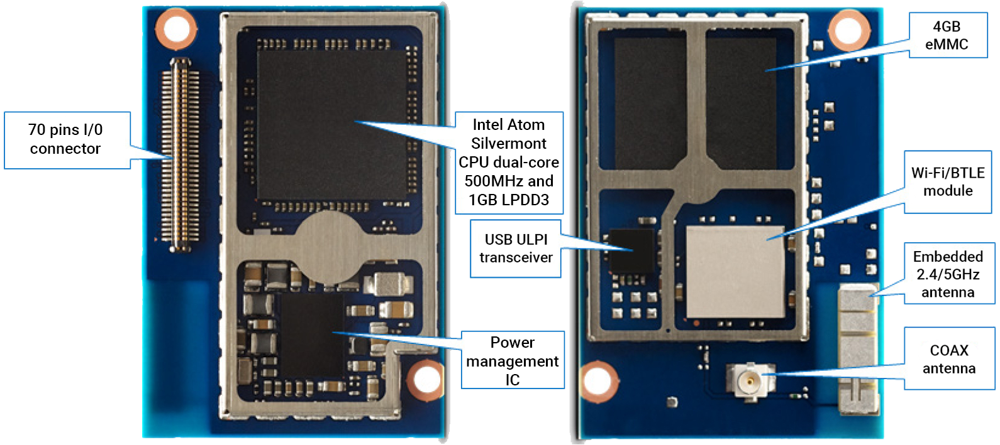 70 pins I/0
connector
Intel Atom
Silvermont
CPU dual-core
500MHz and
1GB LPDD3
Power
management
IC
4GB
eMMC
Wi-Fi/BTLE
module
USB ULPI
transceiver
Embedded
2.4/5GHz
antenna
COAX
antenna